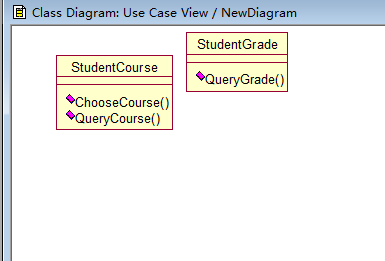 Class Diagram: Use Case View / NewDiagram
StudentCourse
ChooseCourse()
QueryCourse()
StudentGrade
QueryGrade()